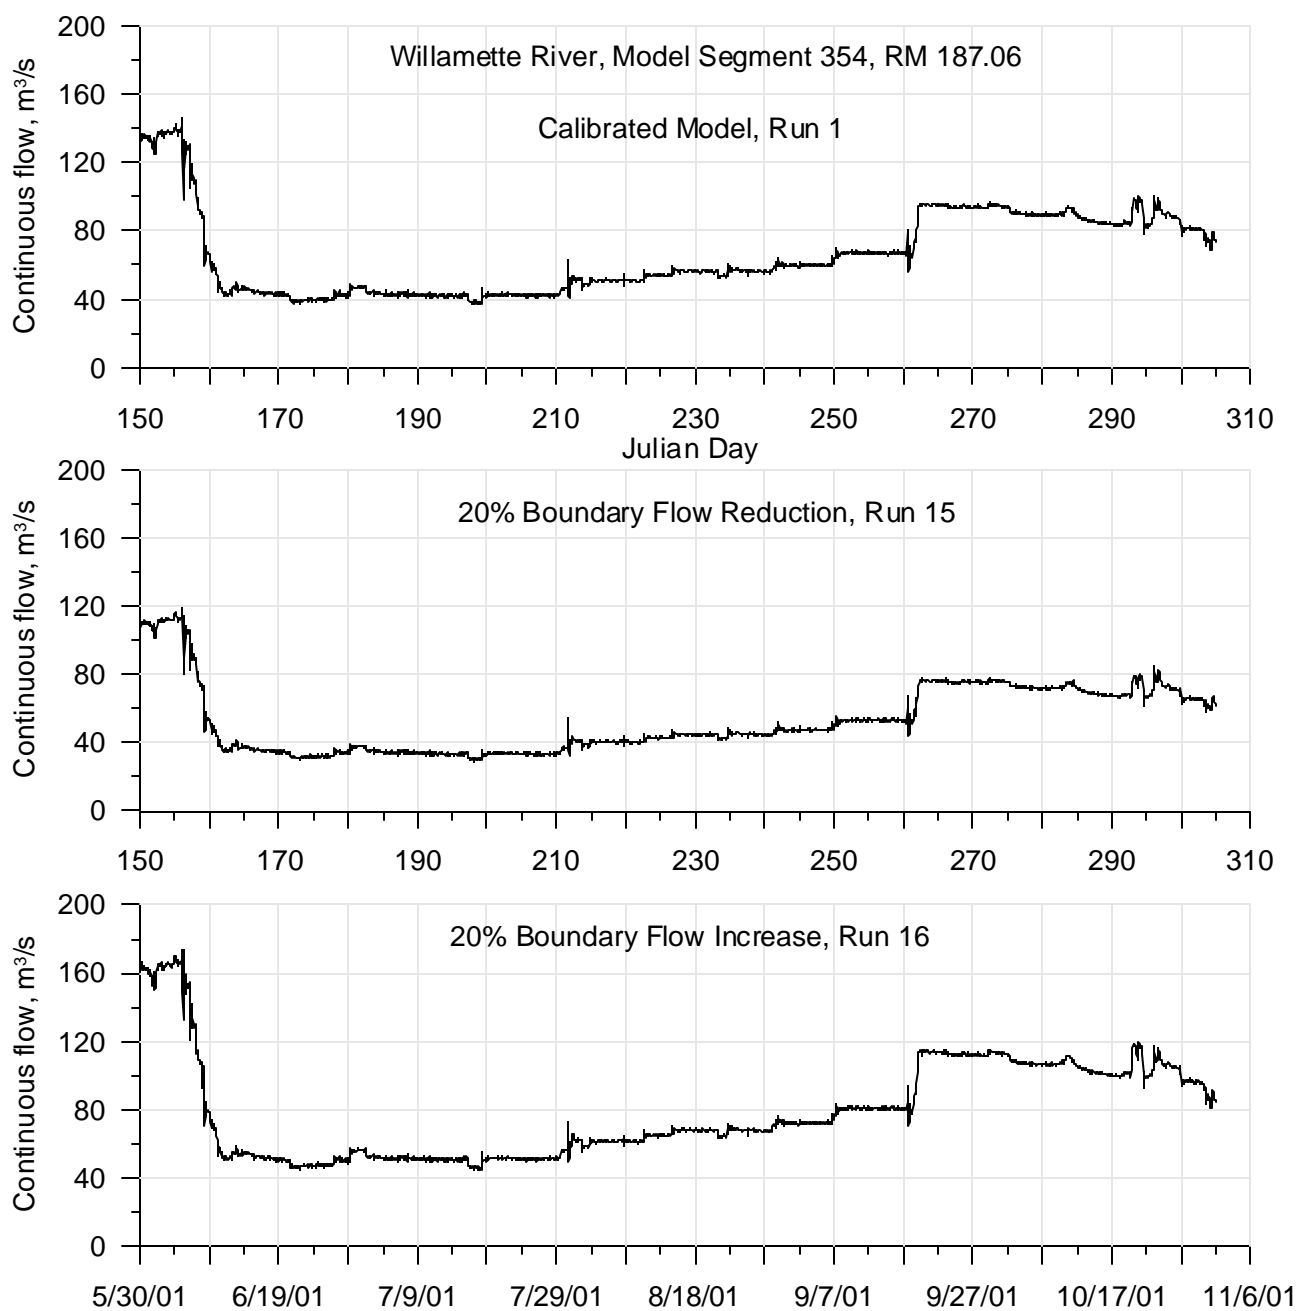 Willamette River, Model Segment 354, RM 187.06
Calibrated Model, Run 1
Continuous flow, m³/s
200
160
120
80
40
0
150 170 190 210 230 250 270 290 310
Julian Day
20% Boundary Flow Reduction, Run 15
Continuous flow, m³/s
200
160
120
80
40
0
150 170 190 210 230 250 270 290 310
20% Boundary Flow Increase, Run 16
Continuous flow, m³/s
200
160
120
80
40
0
5/30/01 6/19/01 7/9/01 7/29/01 8/18/01 9/7/01 9/27/01 10/17/01 11/6/01